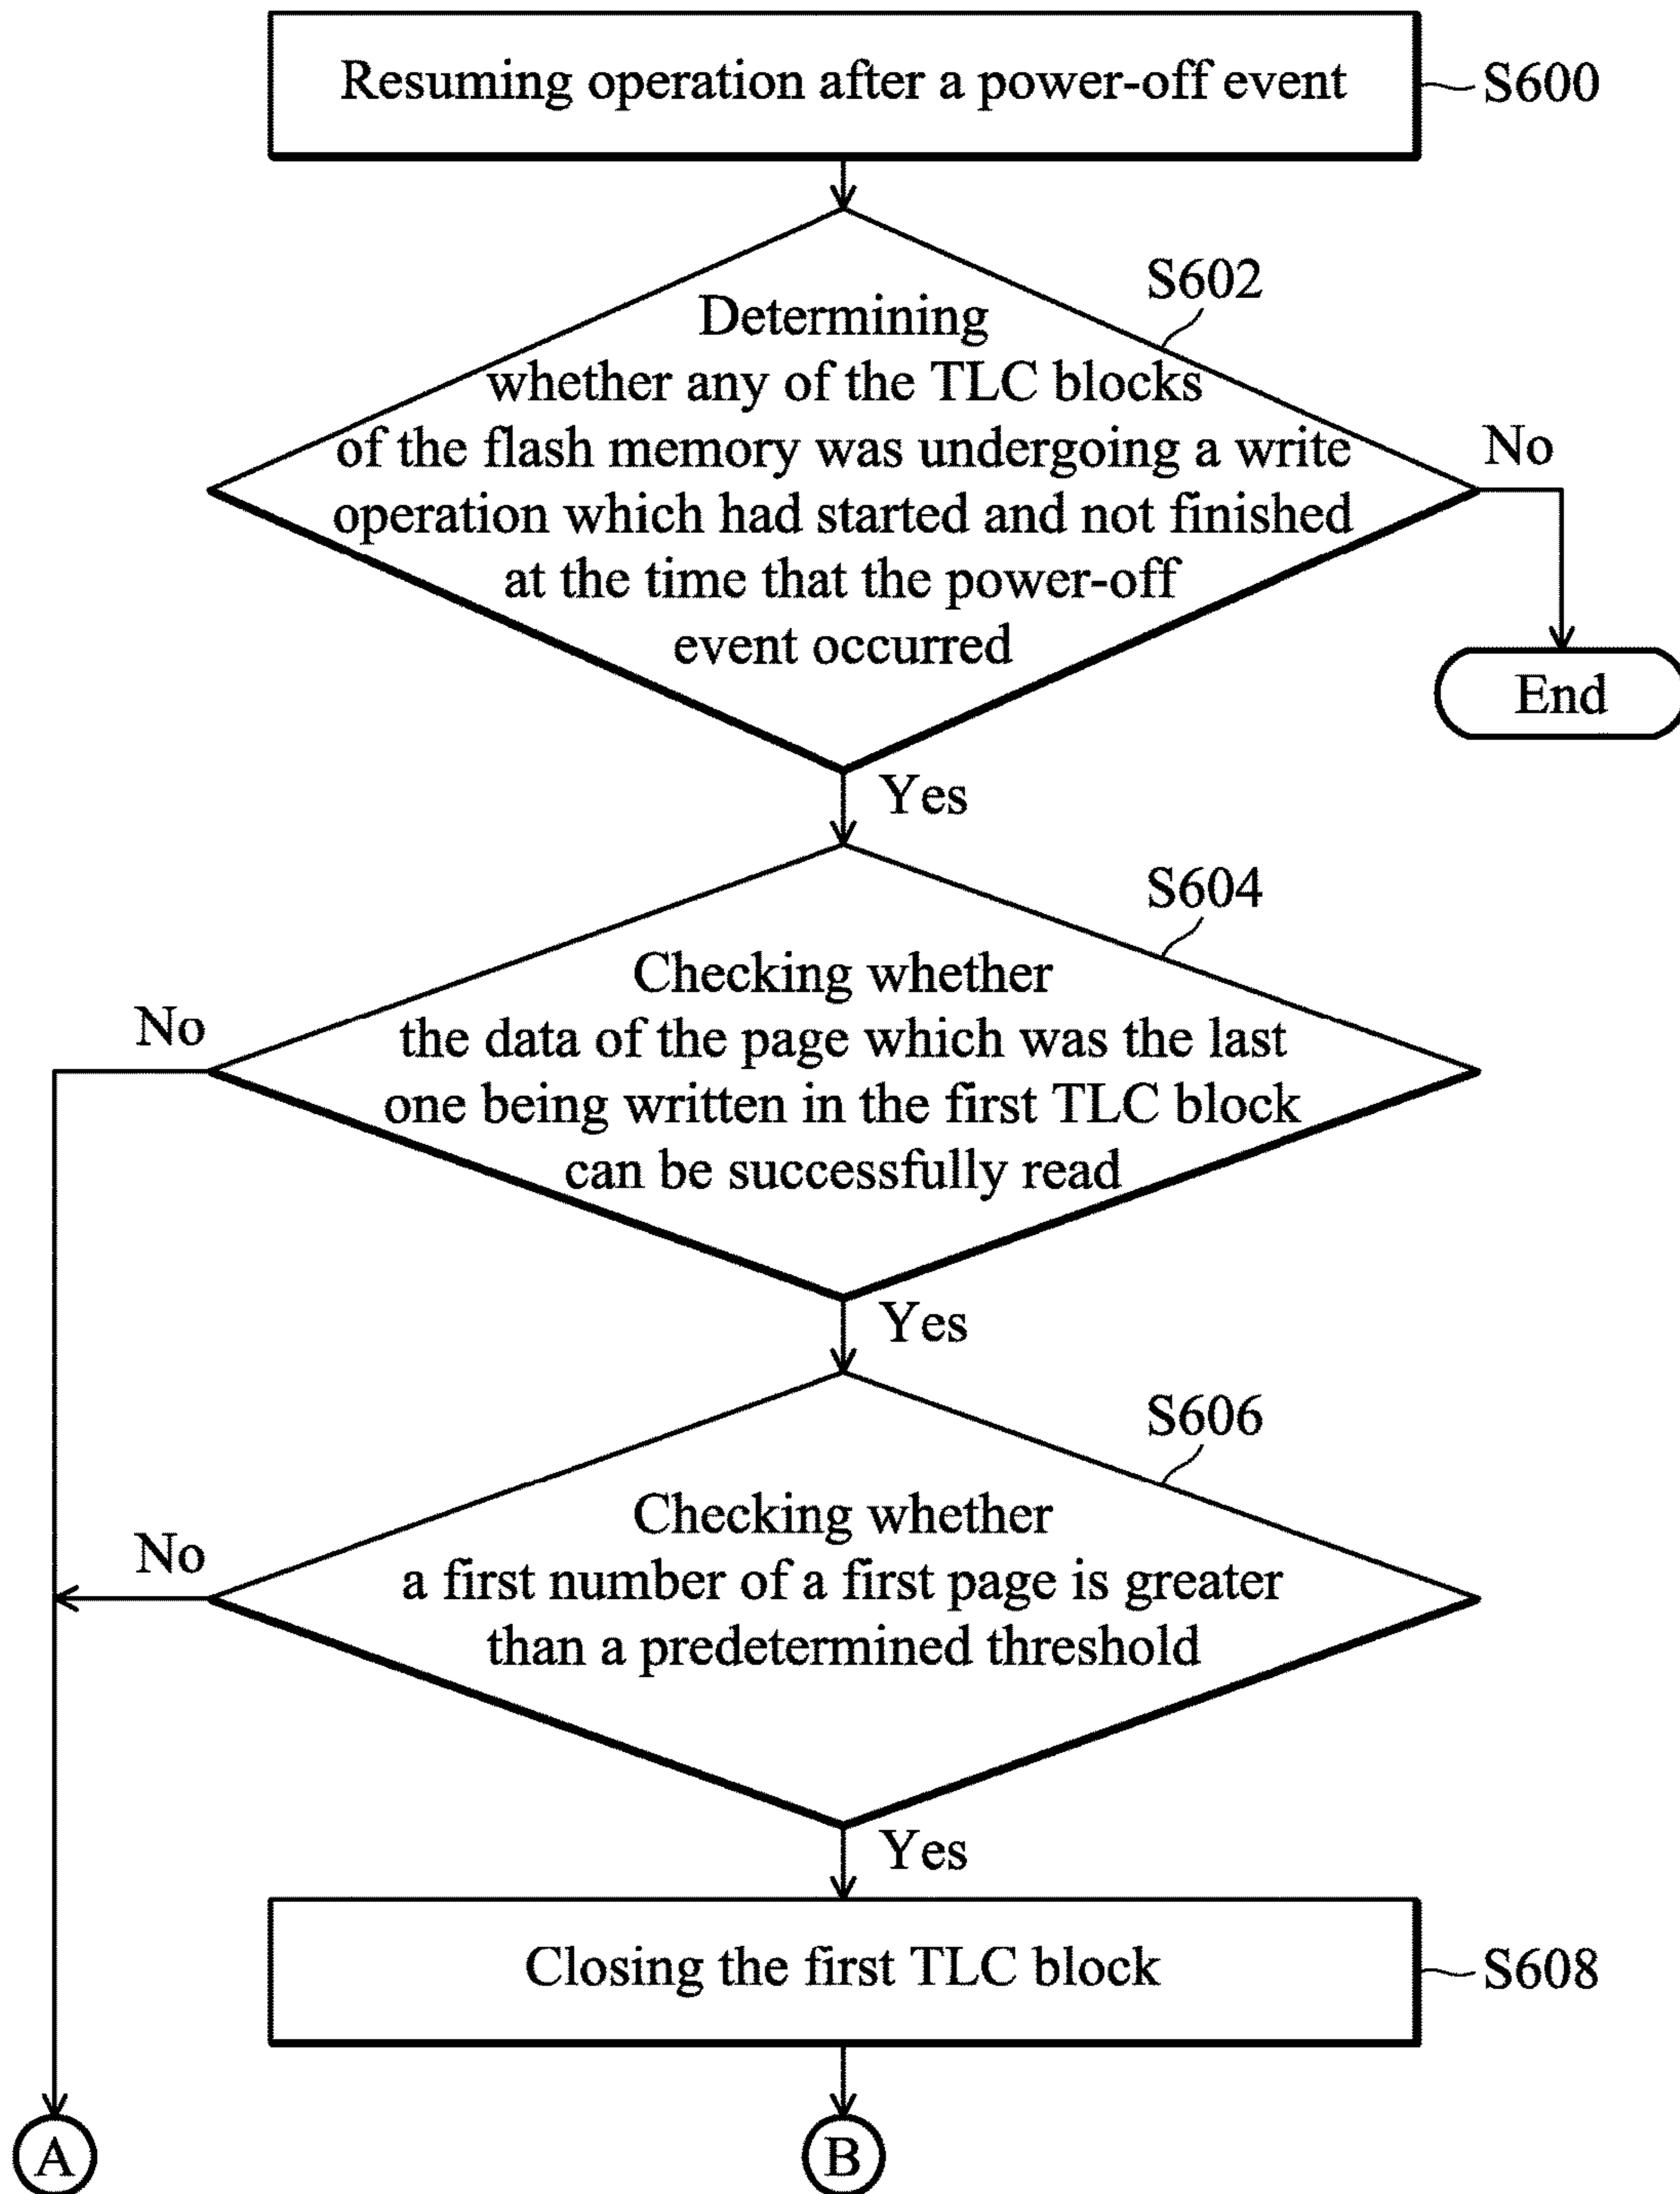 Resuming operation after a power-off event
S600
S602
Determining
whether any of the TLC blocks
of the flash memory was undergoing a write
operation which had started and not finished
at the time that the power-off
event occurred
No
End
Yes
S604
Checking whether
the data of the page which was the last
one being written in the first TLC block
can be successfully read
No
Yes
S606
Checking whether
a first number of a first page is greater
than a predetermined threshold
No
Yes
Closing the first TLC block
S608
A
B